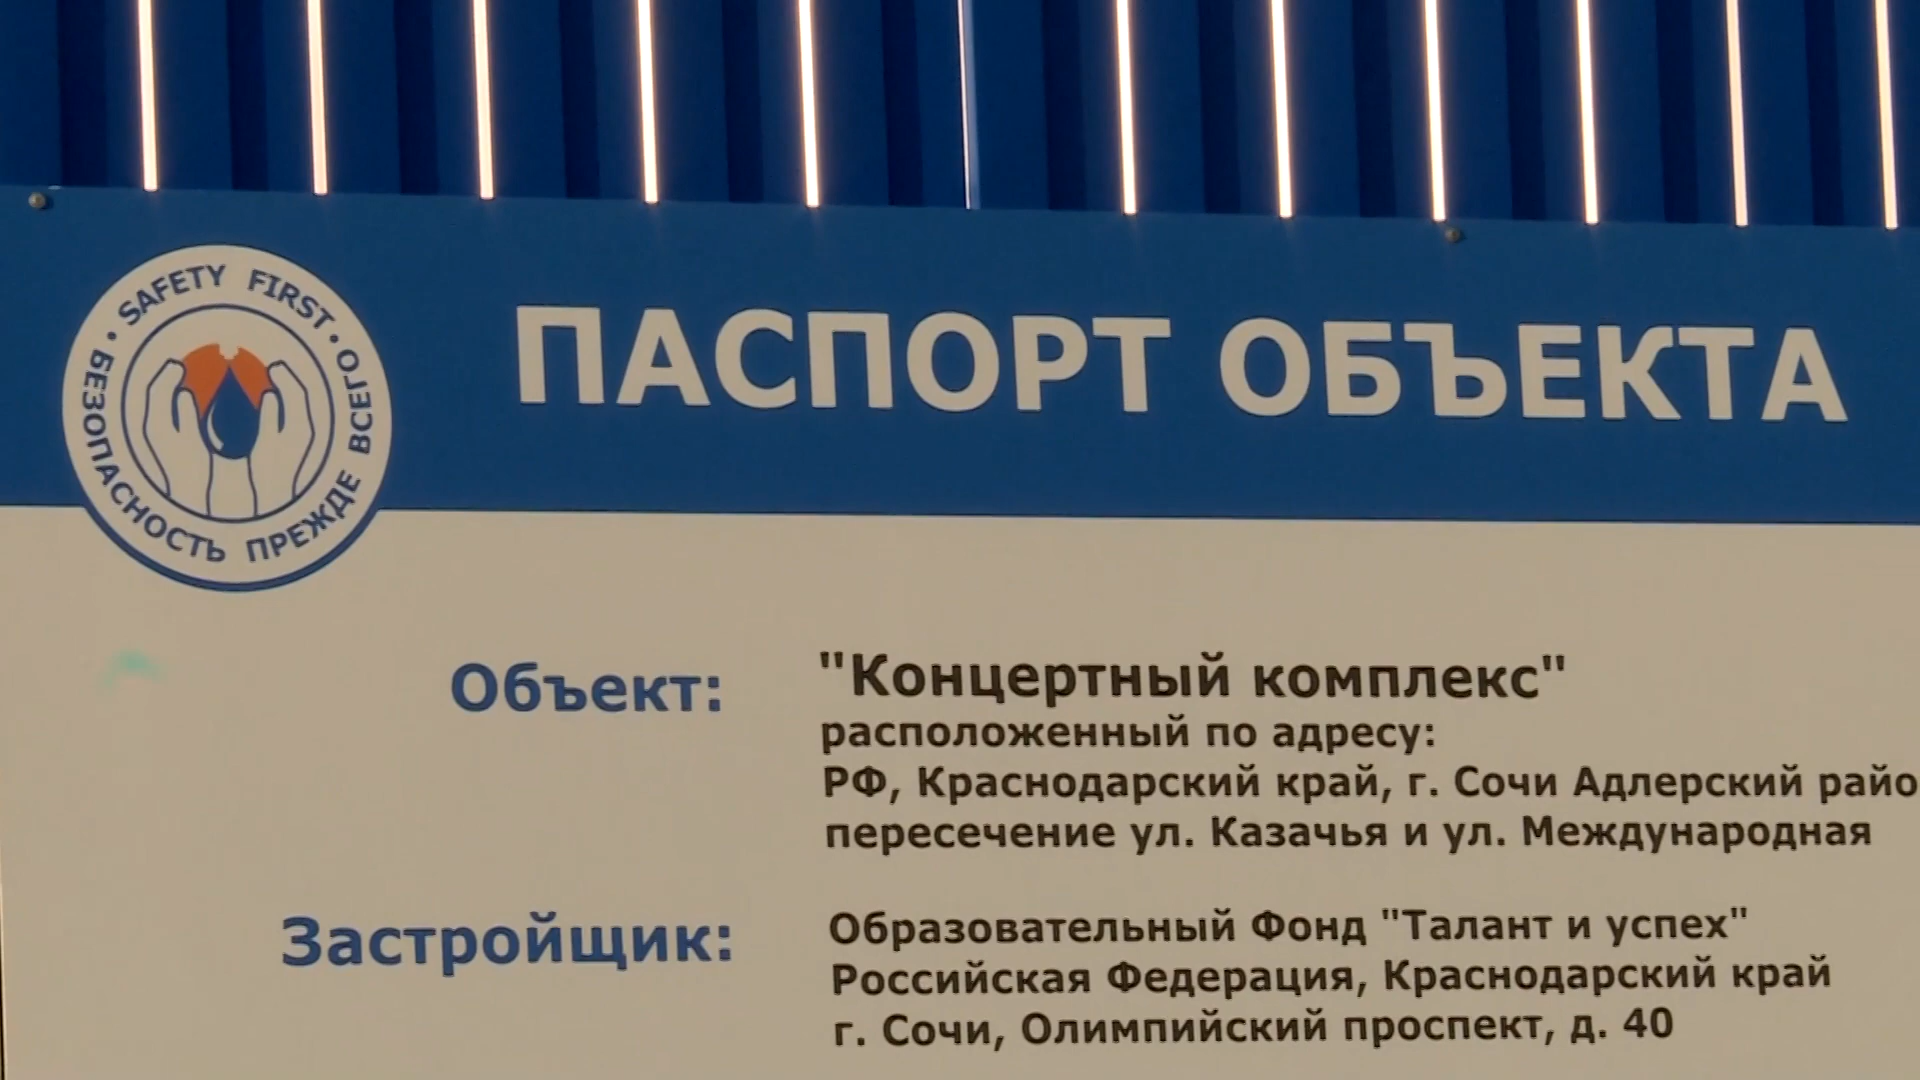 SAFETY FIRST
БЕЗОПАСНОСТЬ ПРЕЖДЕ ВСЕГО
ПАСПОРТ ОБЪЕКТА
Объект: "Концертный комплекс"
расположенный по адресу:
РФ, Краснодарский край, г. Сочи Адлерский райо
пересечение ул. Казачья и ул. Международная
Застройщик: Образовательный Фонд "Талант и успех"
Российская Федерация, Краснодарский край
г. Сочи, Олимпийский проспект, д. 40